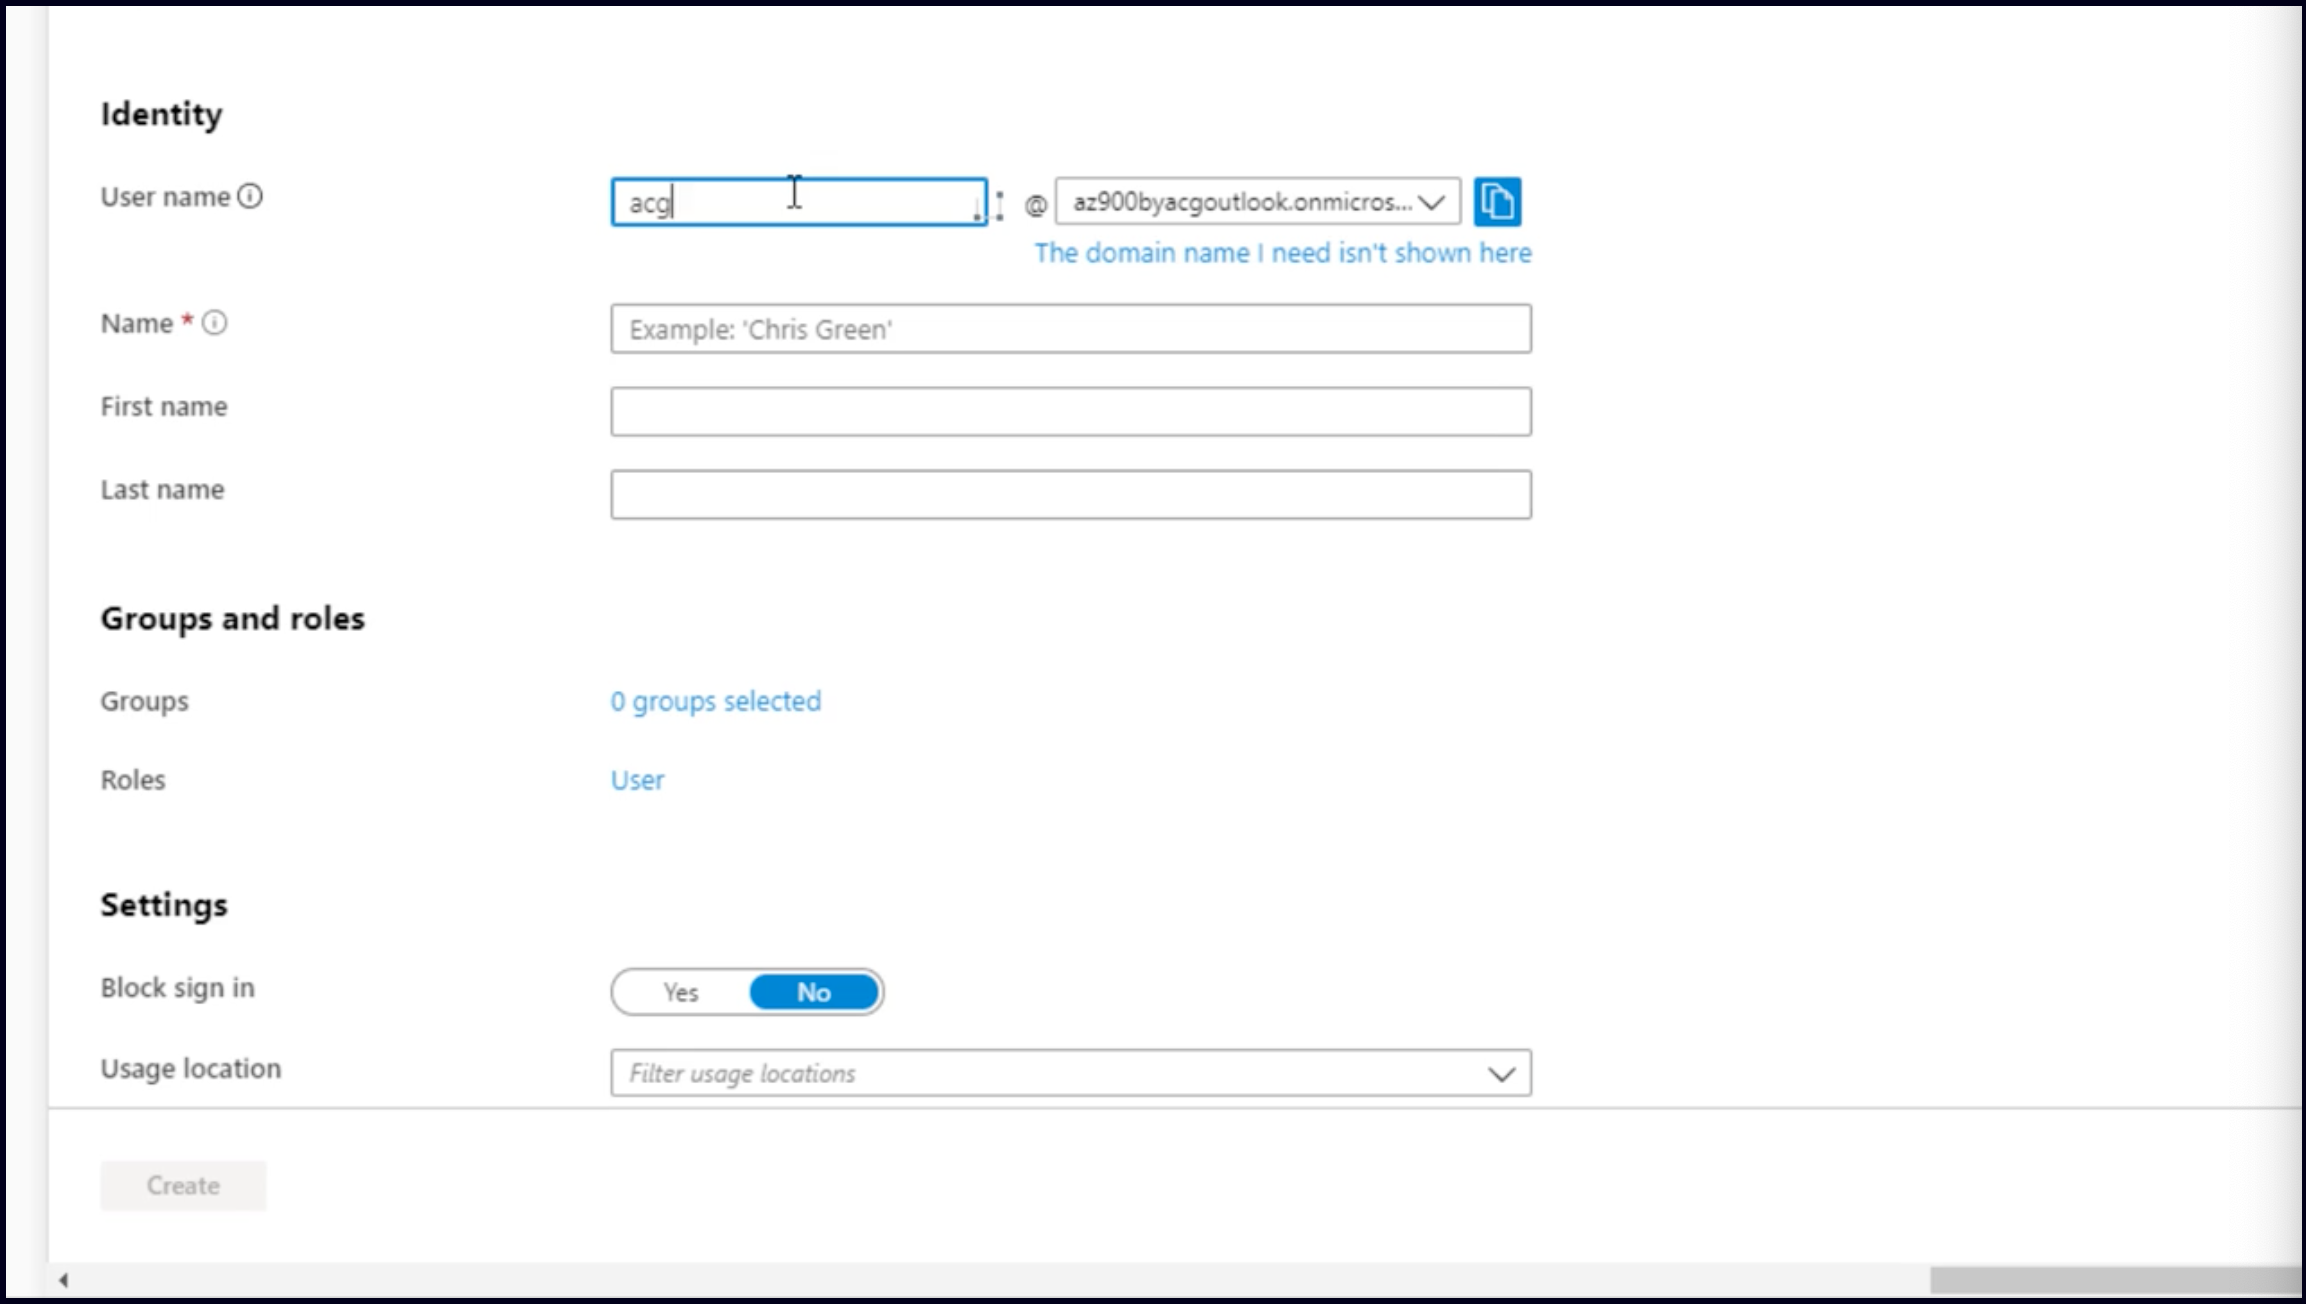 Identity
User name
acg
@
az900byacgoutlook.onmicros...
The domain name I need isn't shown here
Name *
Example: 'Chris Green'
First name
Last name
Groups and roles
Groups
0 groups selected
Roles
User
Settings
Block sign in
Yes No
Usage location
Filter usage locations
Create